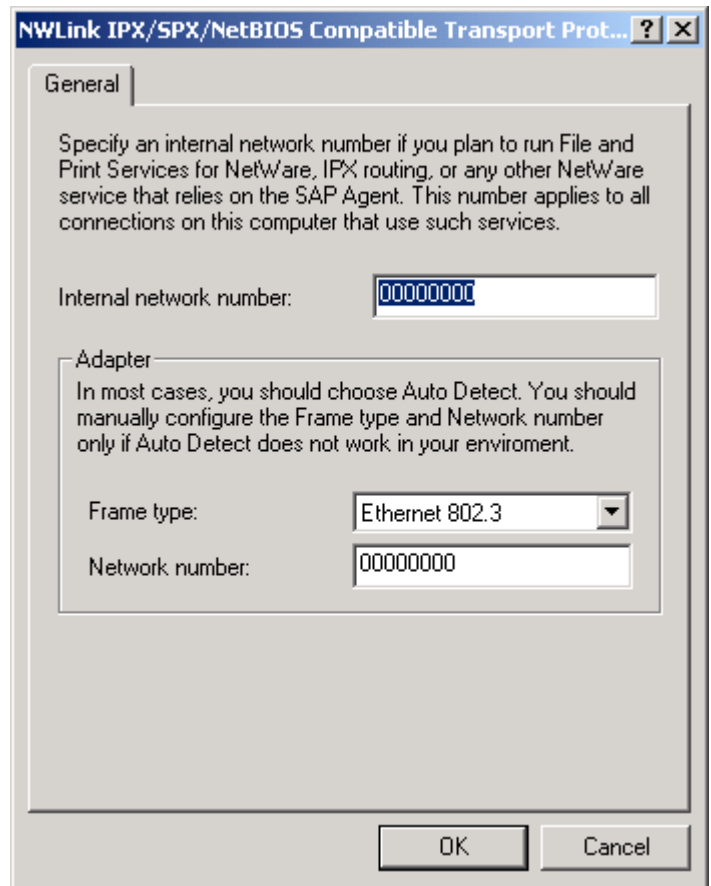 NWLink IPX/SPX/NetBIOS Compatible Transport Prot...
General
Specify an internal network number if you plan to run File and
Print Services for NetWare, IPX routing, or any other NetWare
service that relies on the SAP Agent. This number applies to all
connections on this computer that use such services.
Internal network number: 00000000
Adapter
In most cases, you should choose Auto Detect. You should
manually configure the Frame type and Network number
only if Auto Detect does not work in your enviroment.
Frame type: Ethernet 802.3
Network number: 00000000
OK Cancel